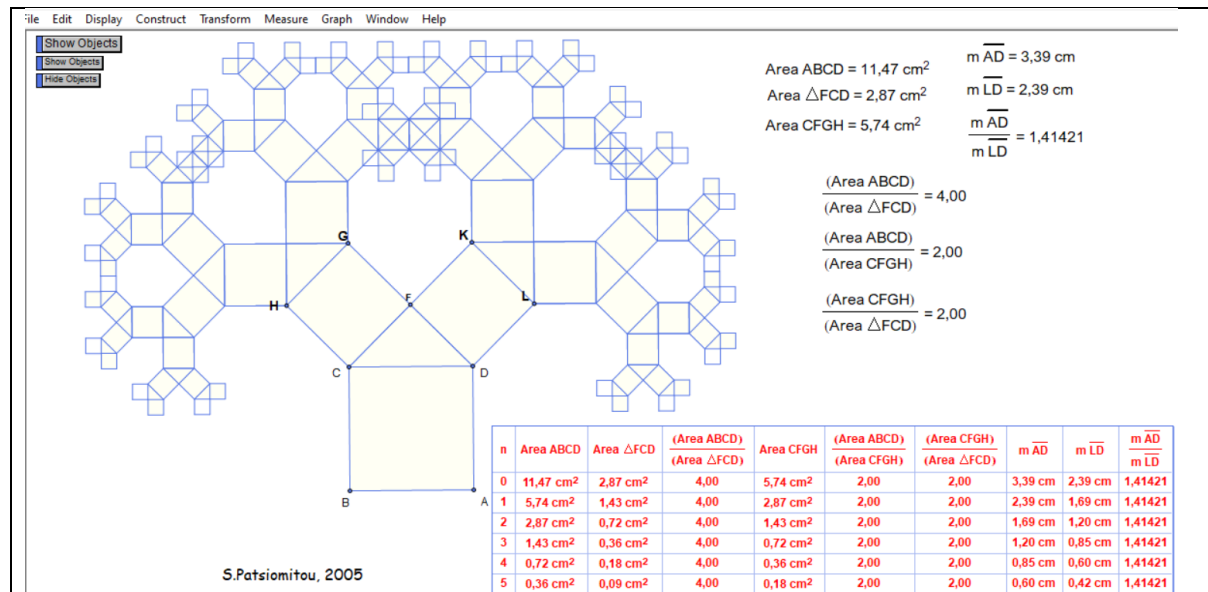 ile Edit Display Construct Transform Measure Graph Window Help
Show Objects
Show Objects
Hide Objects
Area ABCD = 11,47 cm²
Area △FCD = 2,87 cm²
Area CFGH = 5,74 cm²
m AD = 3,39 cm
m LD = 2,39 cm
m AD / m LD = 1,41421
(Area ABCD) / (Area △FCD) = 4,00
(Area ABCD) / (Area CFGH) = 2,00
(Area CFGH) / (Area △FCD) = 2,00
G K
H F L
C D
B A
n Area ABCD Area △FCD (Area ABCD) / (Area △FCD) Area CFGH (Area ABCD) / (Area CFGH) (Area CFGH) / (Area △FCD) m AD m LD m AD / m LD
0 11,47 cm² 2,87 cm² 4,00 5,74 cm² 2,00 2,00 3,39 cm 2,39 cm 1,41421
1 5,74 cm² 1,43 cm² 4,00 2,87 cm² 2,00 2,00 2,39 cm 1,69 cm 1,41421
2 2,87 cm² 0,72 cm² 4,00 1,43 cm² 2,00 2,00 1,69 cm 1,20 cm 1,41421
3 1,43 cm² 0,36 cm² 4,00 0,72 cm² 2,00 2,00 1,20 cm 0,85 cm 1,41421
4 0,72 cm² 0,18 cm² 4,00 0,36 cm² 2,00 2,00 0,85 cm 0,60 cm 1,41421
5 0,36 cm² 0,09 cm² 4,00 0,18 cm² 2,00 2,00 0,60 cm 0,42 cm 1,41421
S.Patsiomitou, 2005